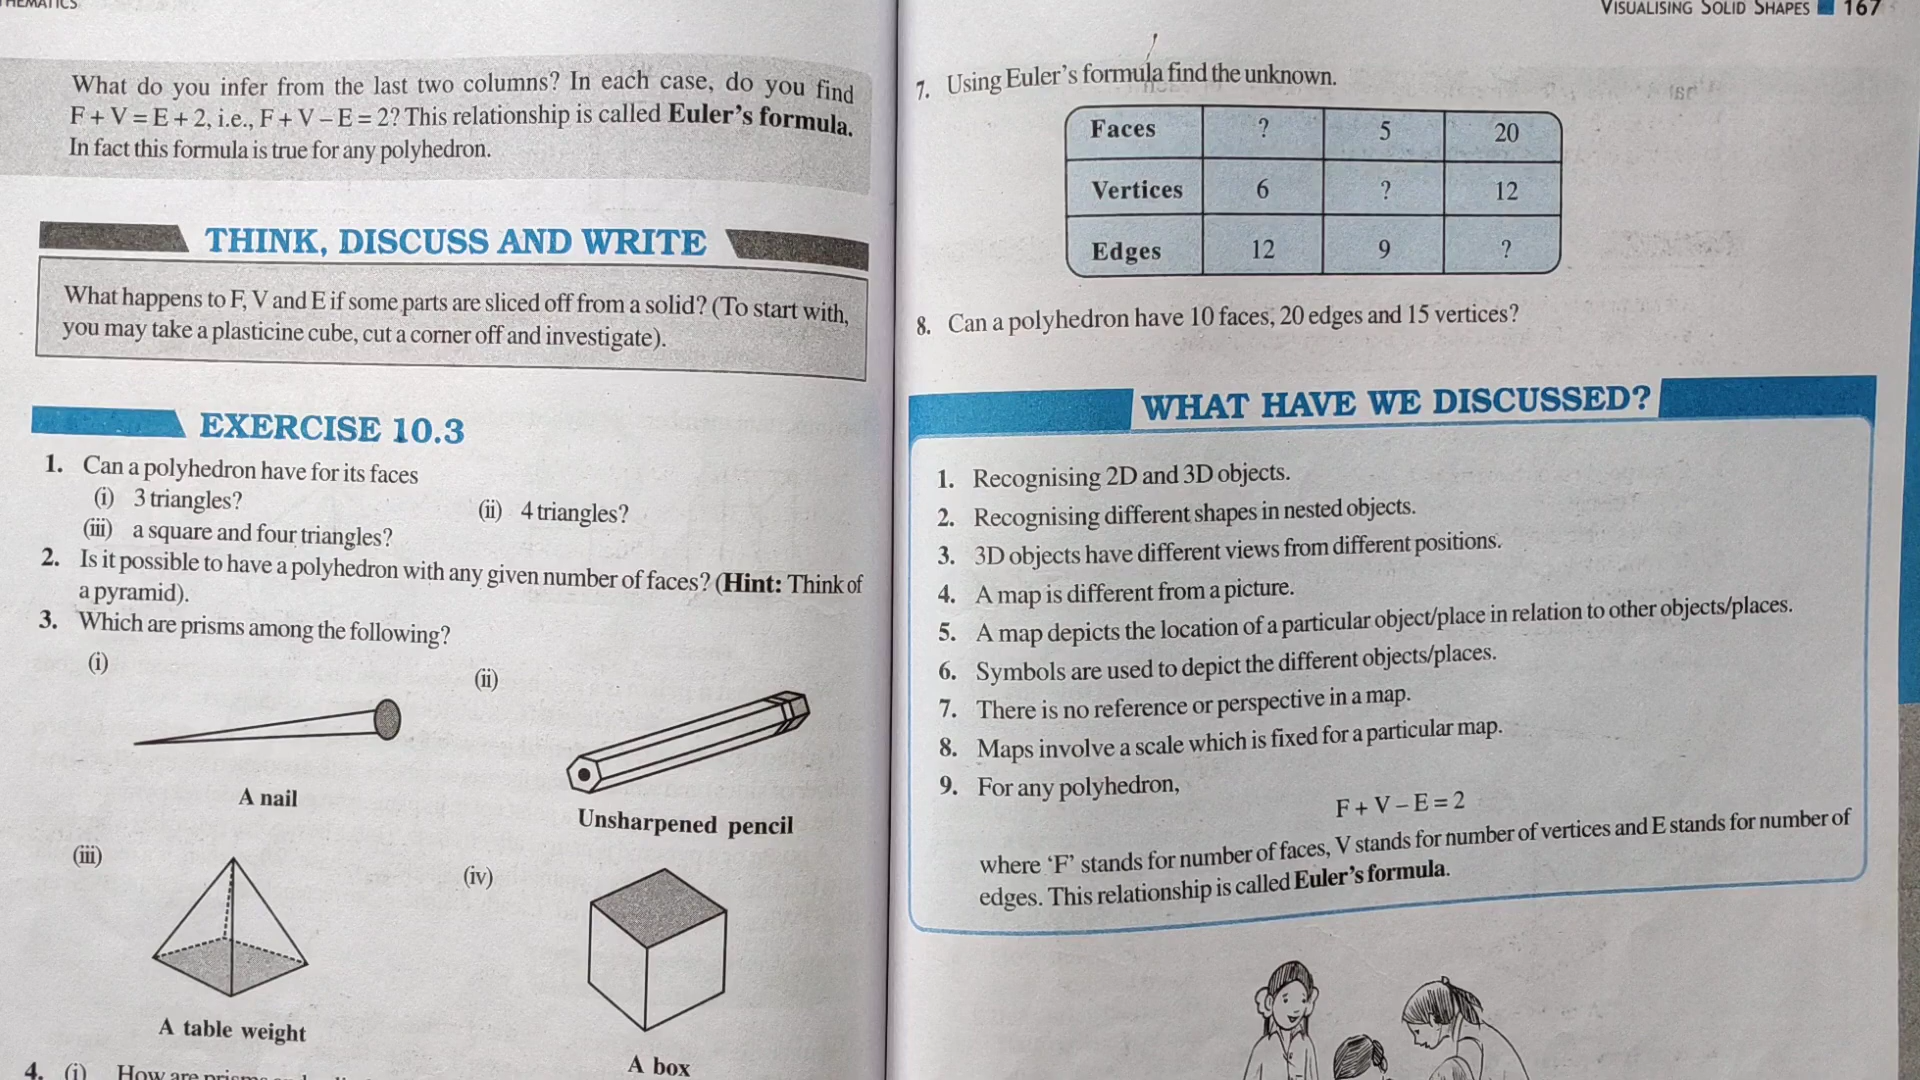 What do you infer from the last two columns? In each case, do you find
F + V = E + 2, i.e., F + V – E = 2? This relationship is called Euler's formula.
In fact this formula is true for any polyhedron.
THINK, DISCUSS AND WRITE
What happens to F, V and E if some parts are sliced off from a solid? (To start with,
you may take a plasticine cube, cut a corner off and investigate).
EXERCISE 10.3
1. Can a polyhedron have for its faces
(i) 3 triangles? (ii) 4 triangles?
(iii) a square and four triangles?
2. Is it possible to have a polyhedron with any given number of faces? (Hint: Think of
a pyramid).
3. Which are prisms among the following?
(i) (ii)
A nail
Unsharpened pencil
(iii) (iv)
A table weight
A box
4. (i) How are
VISUALISING SOLID SHAPES 167
7. Using Euler's formula find the unknown.
Faces ? 5 20
Vertices 6 ? 12
Edges 12 9 ?
8. Can a polyhedron have 10 faces, 20 edges and 15 vertices?
WHAT HAVE WE DISCUSSED?
1. Recognising 2D and 3D objects.
2. Recognising different shapes in nested objects.
3. 3D objects have different views from different positions.
4. A map is different from a picture.
5. A map depicts the location of a particular object/place in relation to other objects/places.
6. Symbols are used to depict the different objects/places.
7. There is no reference or perspective in a map.
8. Maps involve a scale which is fixed for a particular map.
9. For any polyhedron,
F + V – E = 2
where 'F' stands for number of faces, V stands for number of vertices and E stands for number of
edges. This relationship is called Euler's formula.